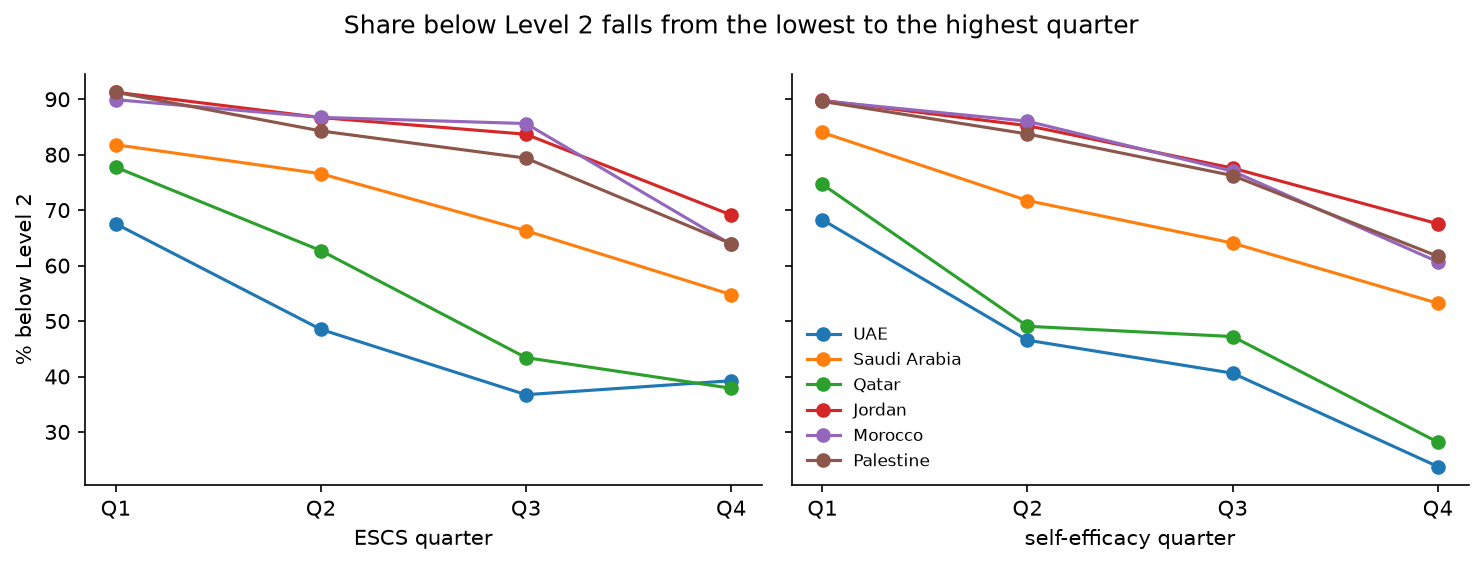 Share below Level 2 falls from the lowest to the highest quarter
% below Level 2
90
80
70
60
50
40
30
Q1 Q2 Q3 Q4
ESCS quarter
UAE
Saudi Arabia
Qatar
Jordan
Morocco
Palestine
Q1 Q2 Q3 Q4
self-efficacy quarter